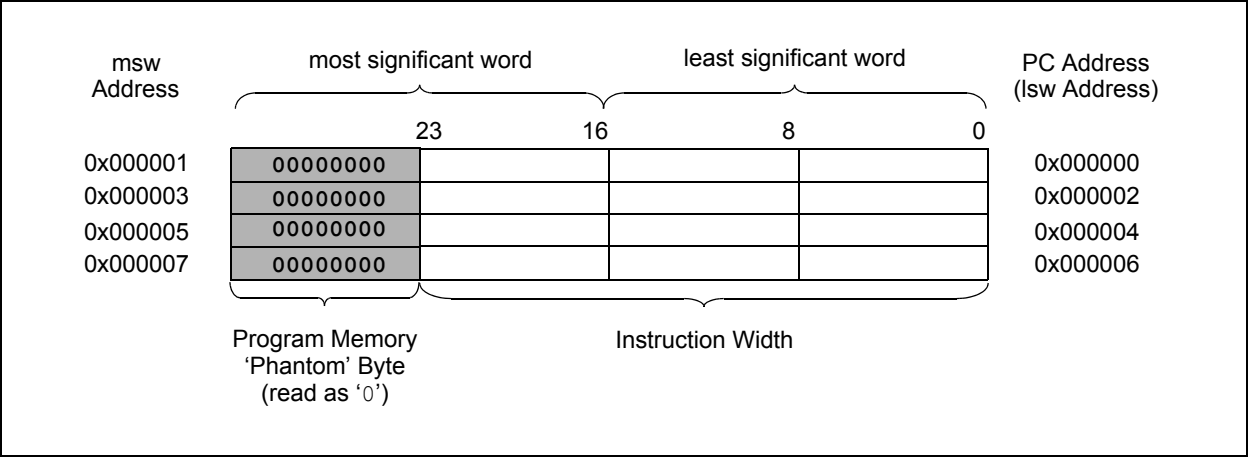 msw
Address
most significant word
least significant word
PC Address
(lsw Address)
23 16 8 0
0x000001 00000000 0x000000
0x000003 00000000 0x000002
0x000005 00000000 0x000004
0x000007 00000000 0x000006
Program Memory
‘Phantom’ Byte
(read as ‘0’)
Instruction Width